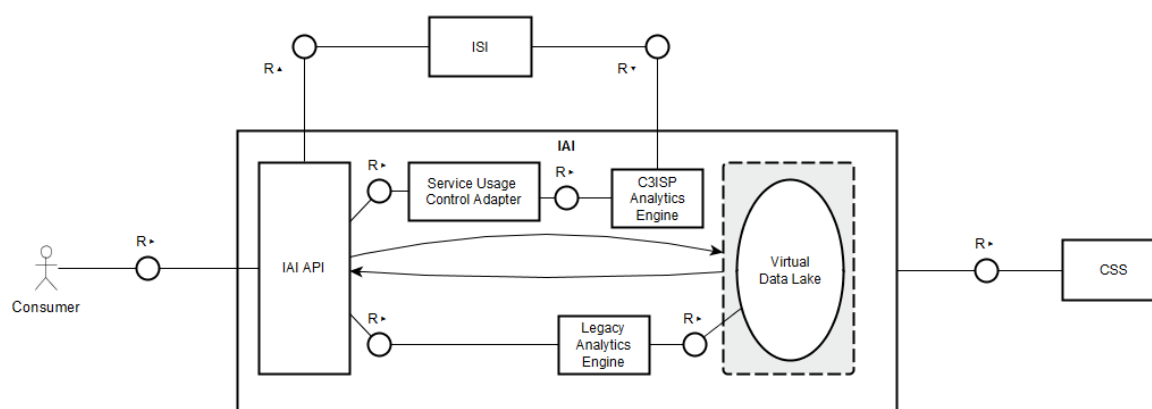 ISI
R▲
R▼
IAI
R►
Service Usage
Control Adapter
R►
C3ISP
Analytics
Engine
R►
Consumer
IAI API
Virtual
Data Lake
R►
CSS
R►
Legacy
Analytics
Engine
R►